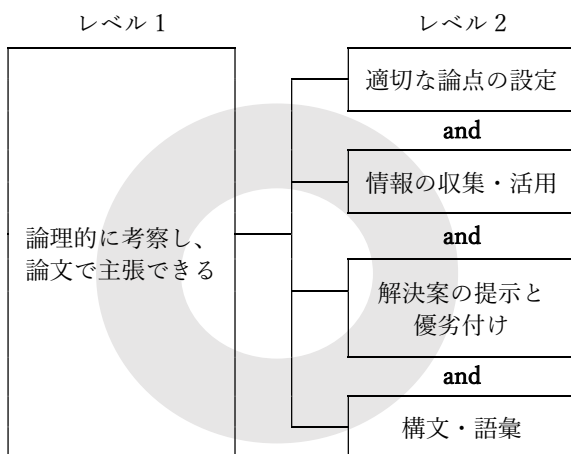 レベル 1
レベル 2
論理的に考察し、
論文で主張できる
適切な論点の設定
and
情報の収集・活用
and
解決案の提示と
優劣付け
and
構文・語彙